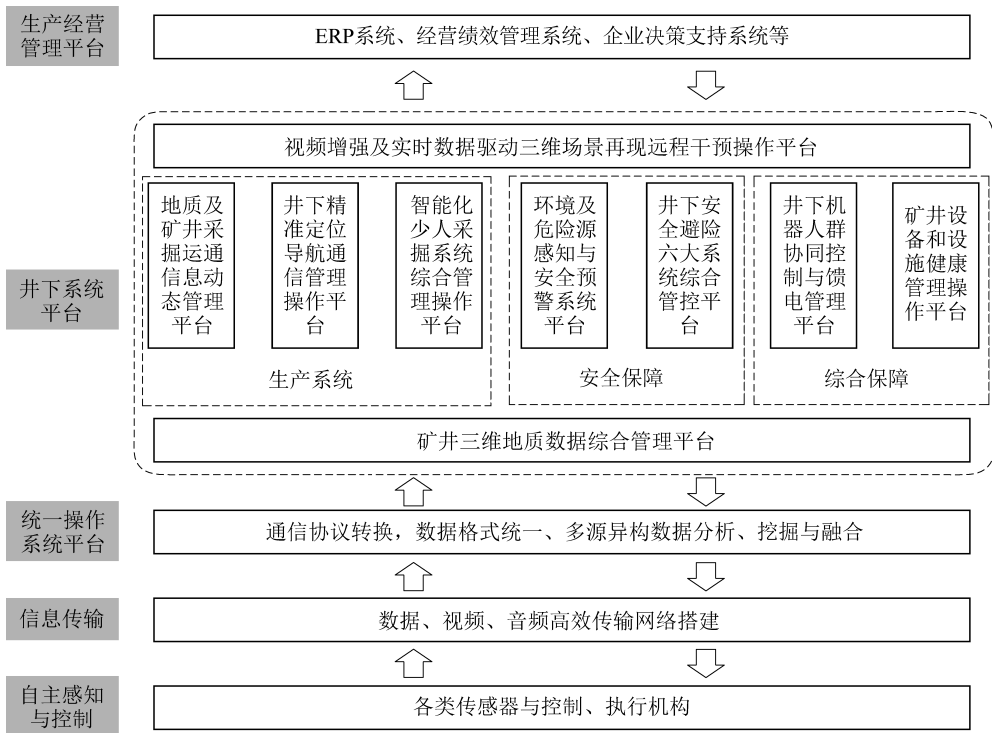 生产经营
管理平台
ERP系统、经营绩效管理系统、企业决策支持系统等
井下系统
平台
视频增强及实时数据驱动三维场景再现远程干预操作平台
地质及
矿井采
掘运通
信息动
态管理
平台
井下精
准定位
导航通
信管理
操作平
台
智能化
少人采
掘系统
综合管
理操作
平台
生产系统
环境及
危险源
感知与
安全预
警系统
平台
井下安
全避险
六大系
统综合
管控平
台
安全保障
井下机
器人群
协同控
制与馈
电管理
平台
矿井设
备和设
施健康
管理操
作平台
综合保障
矿井三维地质数据综合管理平台
统一操作
系统平台
通信协议转换，数据格式统一、多源异构数据分析、挖掘与融合
信息传输
数据、视频、音频高效传输网络搭建
自主感知
与控制
各类传感器与控制、执行机构